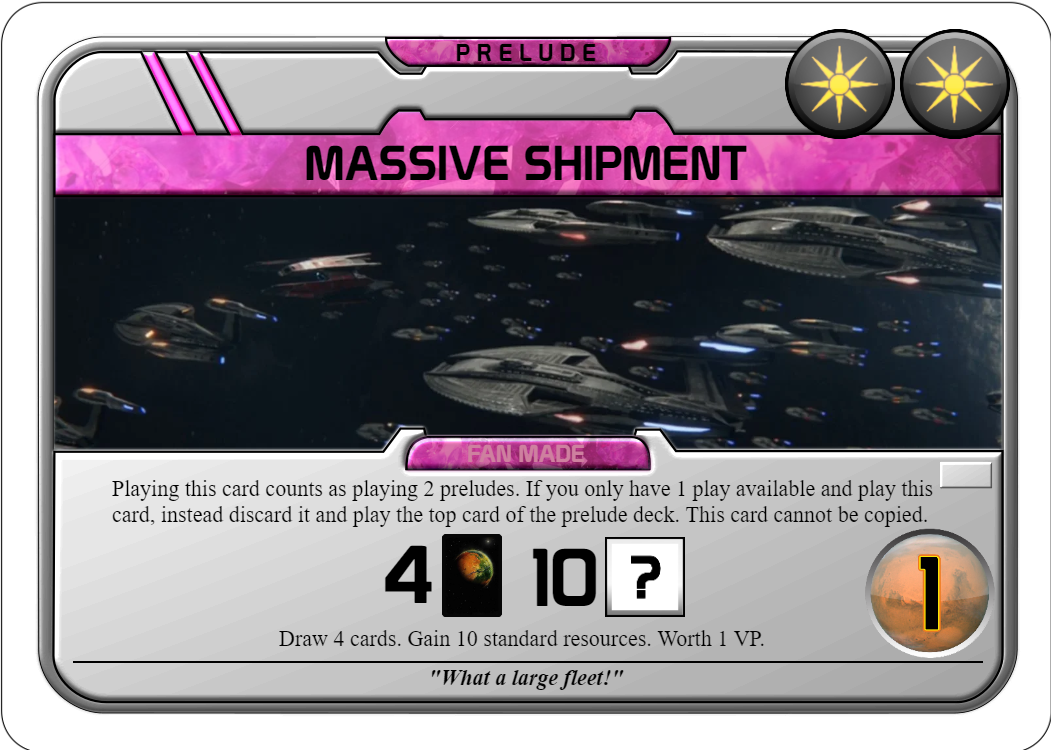 PRELUDE
MASSIVE SHIPMENT
FAN MADE
Playing this card counts as playing 2 preludes. If you only have 1 play available and play this
card, instead discard it and play the top card of the prelude deck. This card cannot be copied.
4 10 ?
1
Draw 4 cards. Gain 10 standard resources. Worth 1 VP.
"What a large fleet!"